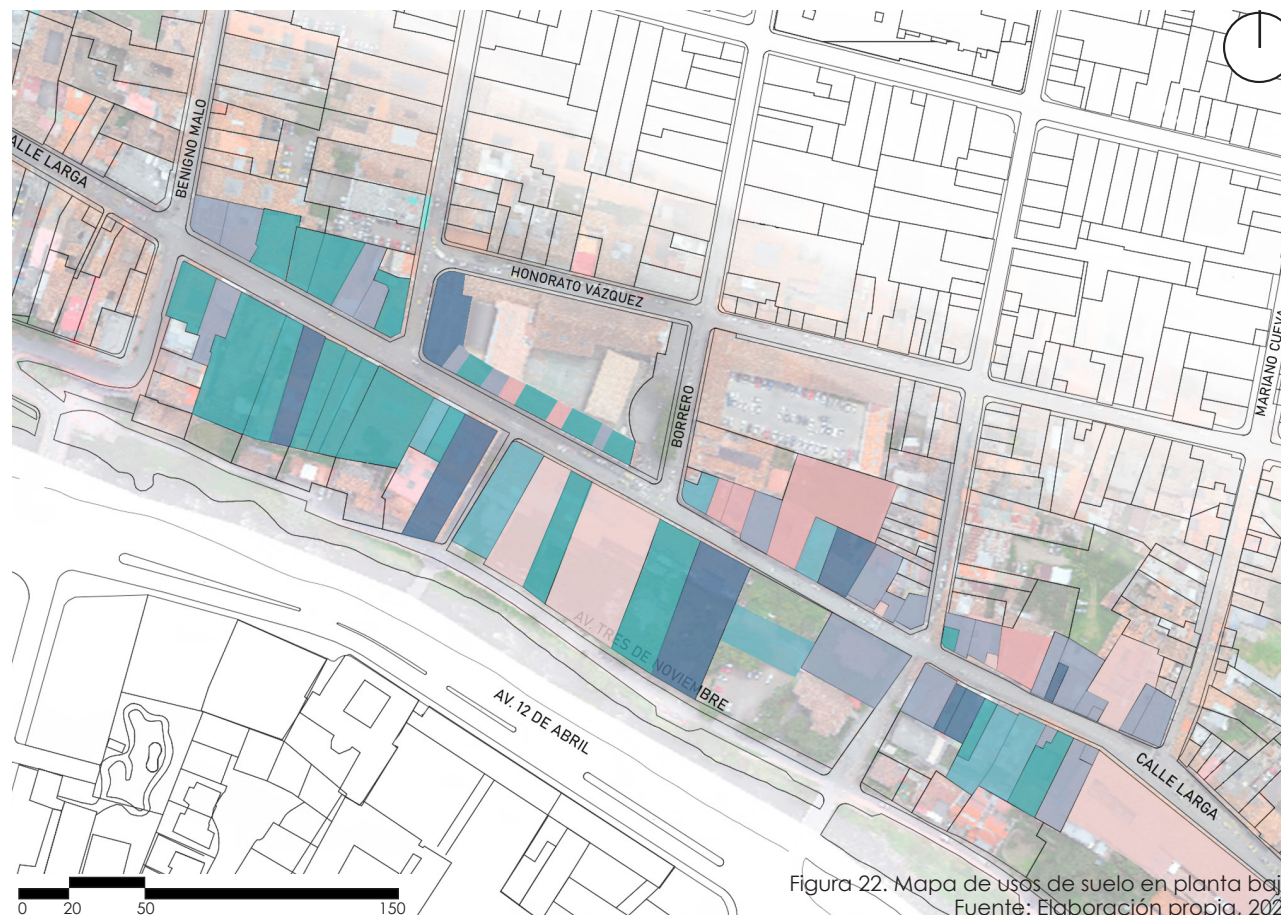 BENIGNO MALO
ALLE LARGA
HONORATO VÁZQUEZ
BORRERO
MARIANO CUEVA
AV. TRES DE NOVIEMBRE
AV. 12 DE ABRIL
CALLE LARGA
0 20 50 150
Figura 22. Mapa de usos de suelo en planta baj
Fuente: Elaboración propia, 202